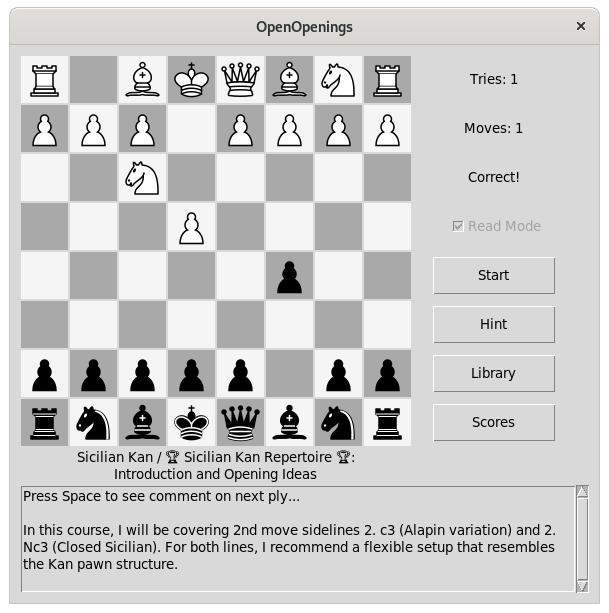 OpenOpenings
×
Tries: 1
Moves: 1
Correct!
Read Mode
Start
Hint
Library
Scores
Sicilian Kan / 🏆 Sicilian Kan Repertoire 🏆:
Introduction and Opening Ideas
Press Space to see comment on next ply...
In this course, I will be covering 2nd move sidelines 2. c3 (Alapin variation) and 2.
Nc3 (Closed Sicilian). For both lines, I recommend a flexible setup that resembles
the Kan pawn structure.